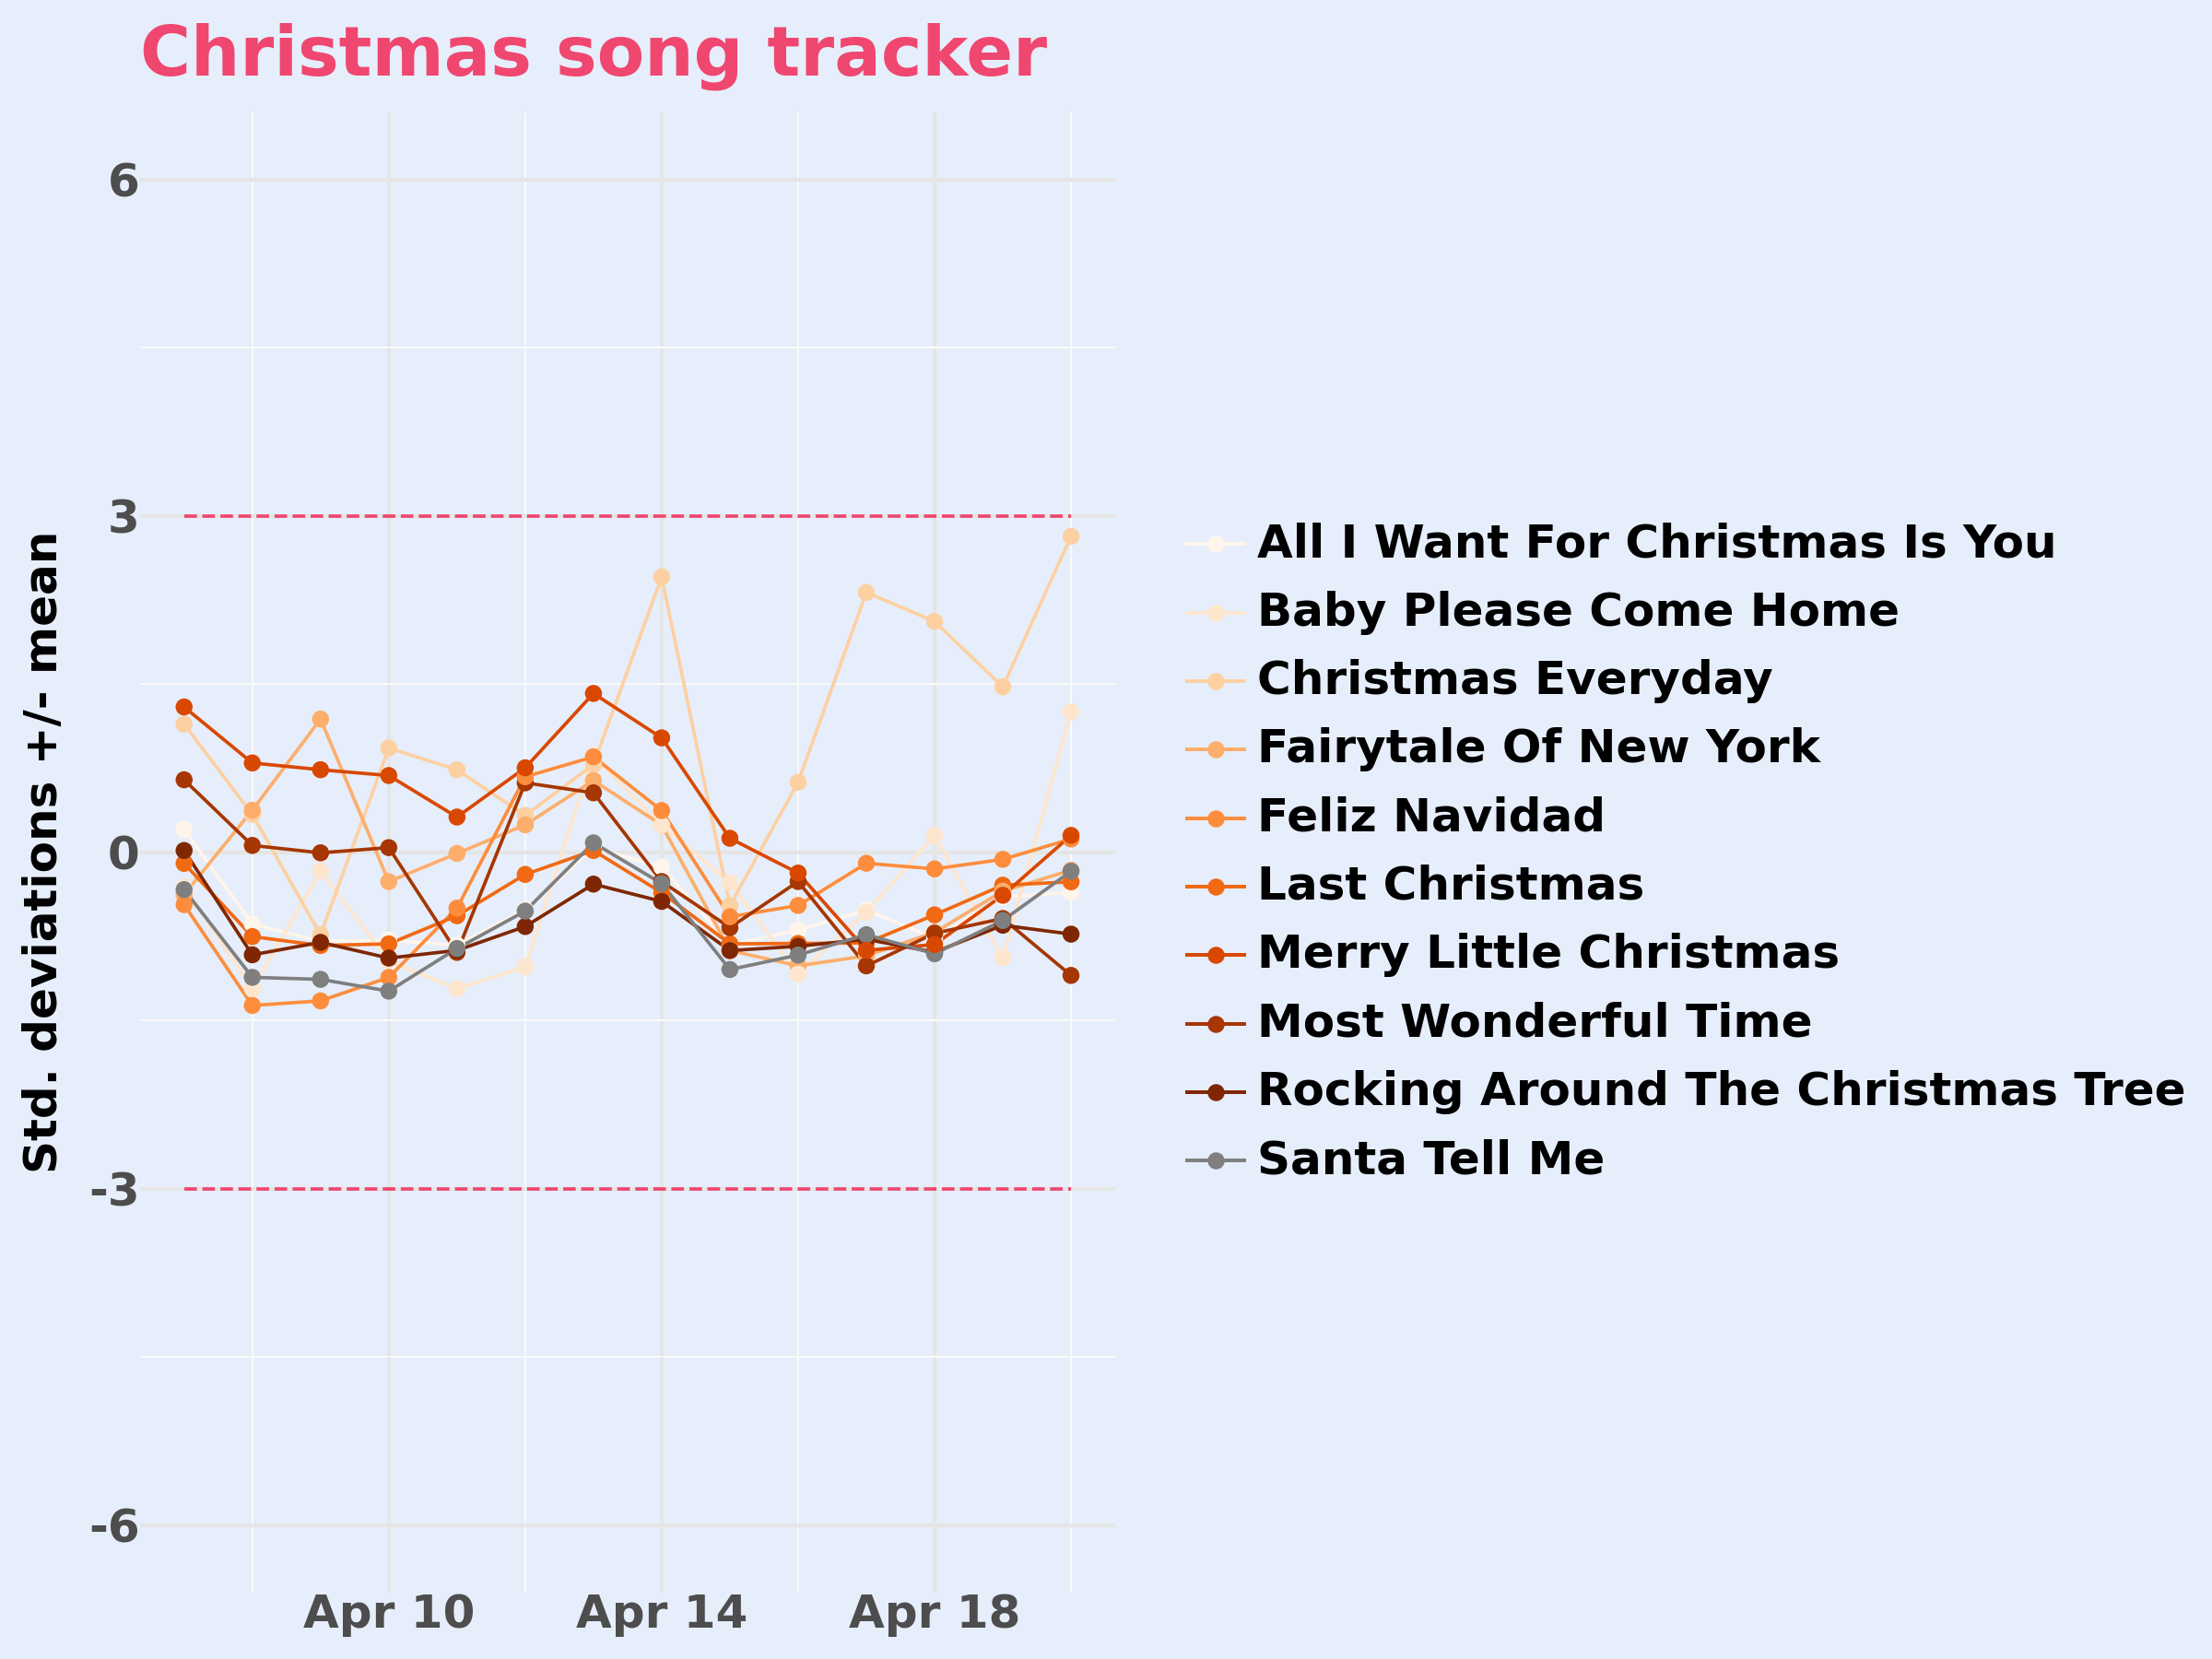 Christmas song tracker
Std. deviations +/- mean
6
3
0
-3
-6
Apr 10
Apr 14
Apr 18
All I Want For Christmas Is You
Baby Please Come Home
Christmas Everyday
Fairytale Of New York
Feliz Navidad
Last Christmas
Merry Little Christmas
Most Wonderful Time
Rocking Around The Christmas Tree
Santa Tell Me